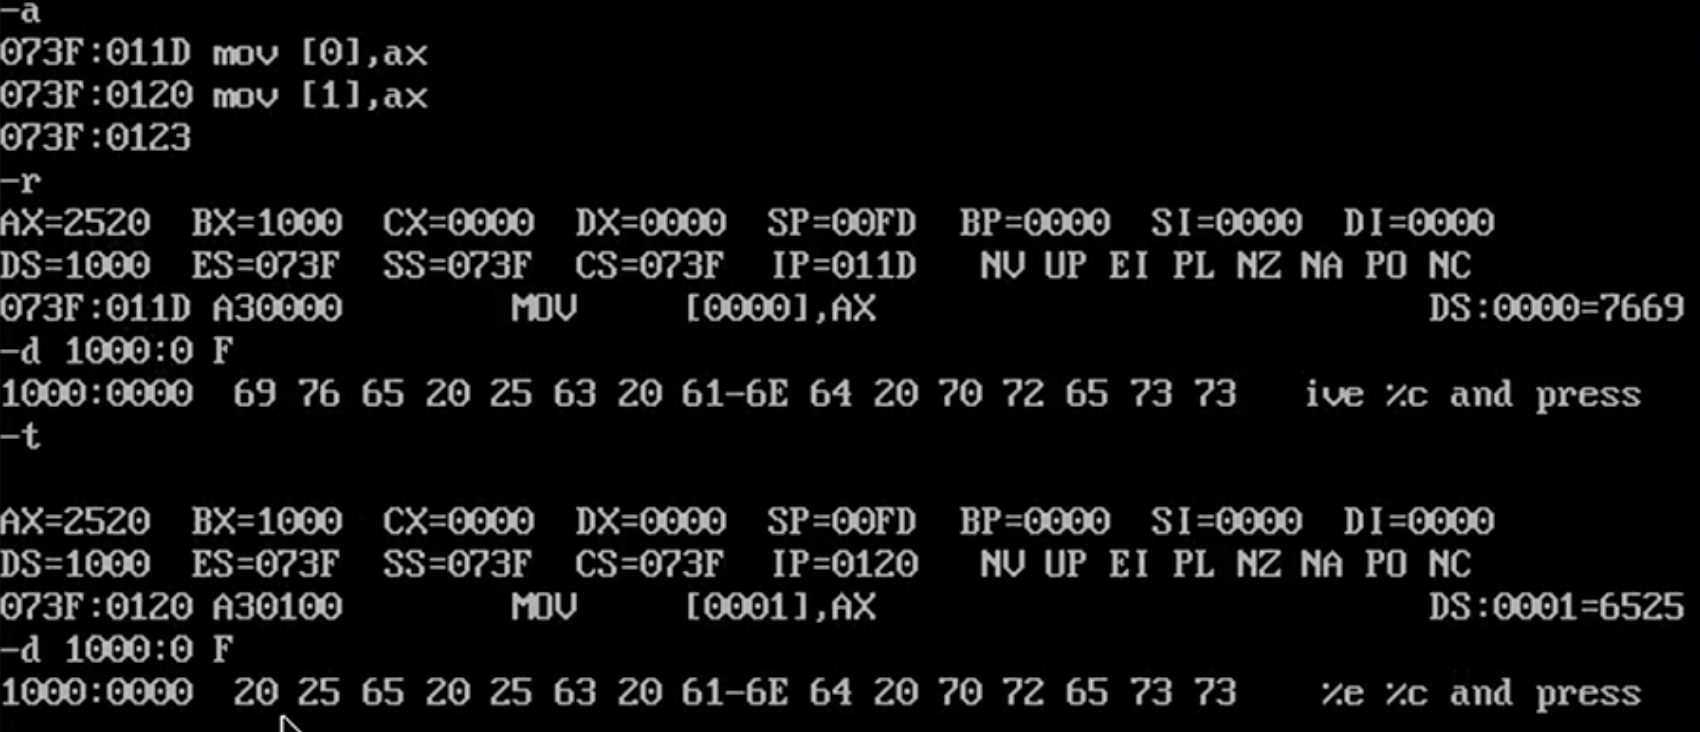 -a
073F:011D mov [0],ax
073F:0120 mov [1],ax
073F:0123
-r
AX=2520  BX=1000  CX=0000  DX=0000  SP=00FD  BP=0000  SI=0000  DI=0000
DS=1000  ES=073F  SS=073F  CS=073F  IP=011D   NV UP EI PL NZ NA PO NC
073F:011D A30000        MOV     [0000],AX                          DS:0000=7669
-d 1000:0 F
1000:0000  69 76 65 20 25 63 20 61-6E 64 20 70 72 65 73 73   ive %c and press
-t
AX=2520  BX=1000  CX=0000  DX=0000  SP=00FD  BP=0000  SI=0000  DI=0000
DS=1000  ES=073F  SS=073F  CS=073F  IP=0120   NV UP EI PL NZ NA PO NC
073F:0120 A30100        MOV     [0001],AX                          DS:0001=6525
-d 1000:0 F
1000:0000  20 25 65 20 25 63 20 61-6E 64 20 70 72 65 73 73    %e %c and press